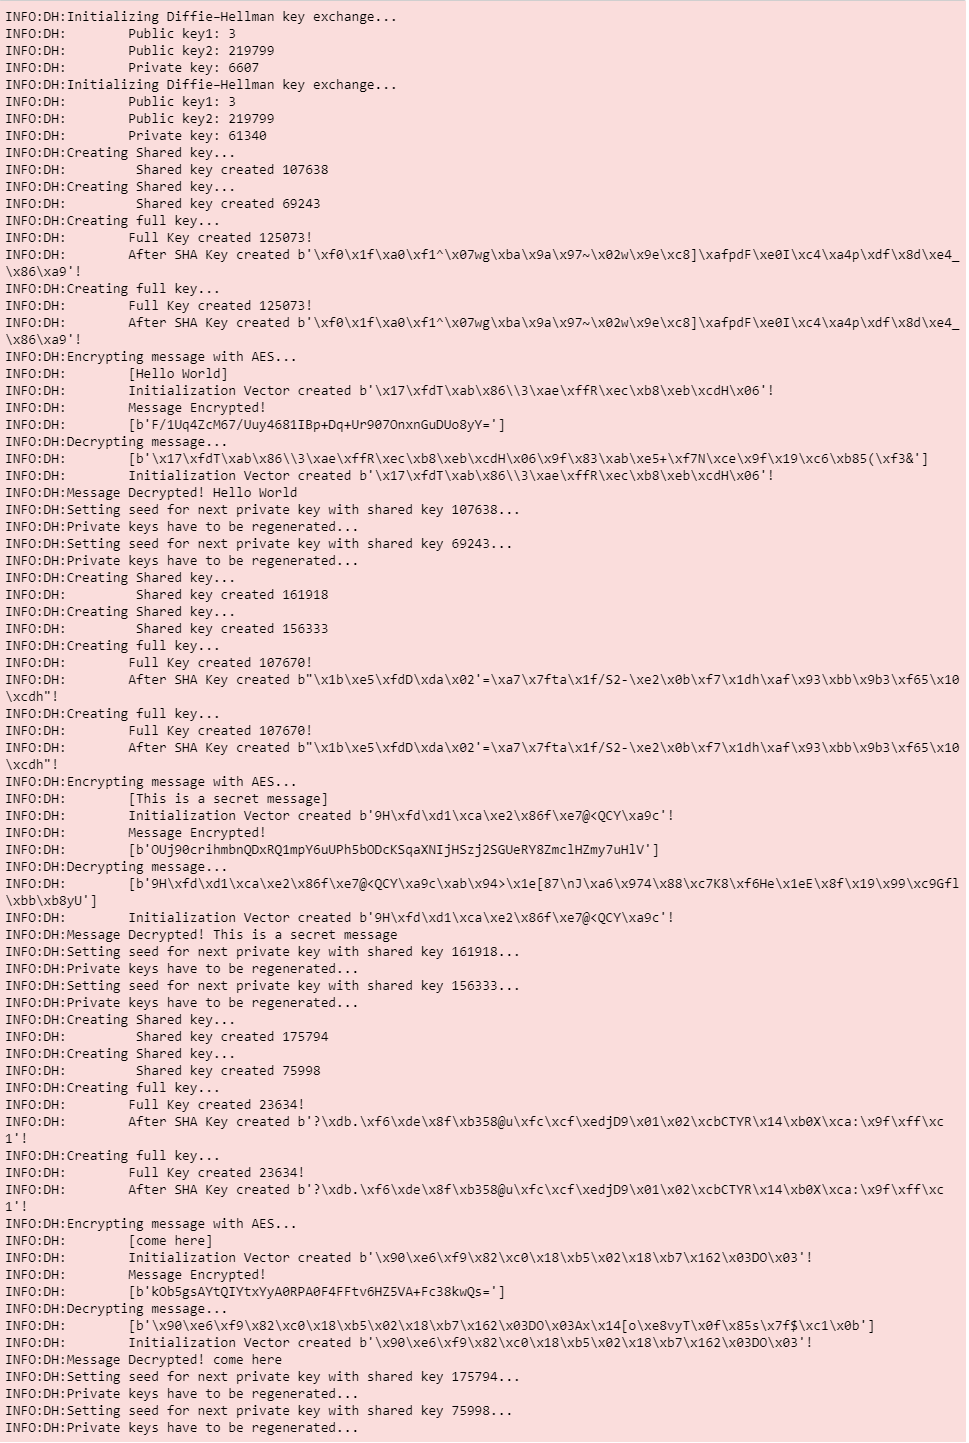 INFO:DH:Initializing Diffie–Hellman key exchange...
INFO:DH:        Public key1: 3
INFO:DH:        Public key2: 219799
INFO:DH:        Private key: 6607
INFO:DH:Initializing Diffie–Hellman key exchange...
INFO:DH:        Public key1: 3
INFO:DH:        Public key2: 219799
INFO:DH:        Private key: 61340
INFO:DH:Creating Shared key...
INFO:DH:         Shared key created 107638
INFO:DH:Creating Shared key...
INFO:DH:         Shared key created 69243
INFO:DH:Creating full key...
INFO:DH:        Full Key created 125073!
INFO:DH:        After SHA Key created b'\xf0\x1f\xa0\xf1^\x07wg\xba\x9a\x97~\x02w\x9e\xc8]\xafpdF\xe0I\xc4\xa4p\xdf\x8d\xe4_
\x86\xa9'!
INFO:DH:Creating full key...
INFO:DH:        Full Key created 125073!
INFO:DH:        After SHA Key created b'\xf0\x1f\xa0\xf1^\x07wg\xba\x9a\x97~\x02w\x9e\xc8]\xafpdF\xe0I\xc4\xa4p\xdf\x8d\xe4_
\x86\xa9'!
INFO:DH:Encrypting message with AES...
INFO:DH:        [Hello World]
INFO:DH:        Initialization Vector created b'\x17\xfdT\xab\x86\\3\xae\xffR\xec\xb8\xeb\xcdH\x06'!
INFO:DH:        Message Encrypted!
INFO:DH:        [b'F/1Uq4ZcM67/Uuy4681IBp+Dq+Ur907OnxnGuDUo8yY=']
INFO:DH:Decrypting message...
INFO:DH:        [b'\x17\xfdT\xab\x86\\3\xae\xffR\xec\xb8\xeb\xcdH\x06\x9f\x83\xab\xe5+\xf7N\xce\x9f\x19\xc6\xb85(\xf3&']
INFO:DH:        Initialization Vector created b'\x17\xfdT\xab\x86\\3\xae\xffR\xec\xb8\xeb\xcdH\x06'!
INFO:DH:Message Decrypted! Hello World
INFO:DH:Setting seed for next private key with shared key 107638...
INFO:DH:Private keys have to be regenerated...
INFO:DH:Setting seed for next private key with shared key 69243...
INFO:DH:Private keys have to be regenerated...
INFO:DH:Creating Shared key...
INFO:DH:         Shared key created 161918
INFO:DH:Creating Shared key...
INFO:DH:         Shared key created 156333
INFO:DH:Creating full key...
INFO:DH:        Full Key created 107670!
INFO:DH:        After SHA Key created b"\x1b\xe5\xfdD\xda\x02'=\xa7\x7fta\x1f/S2-\xe2\x0b\xf7\x1dh\xaf\x93\xbb\x9b3\xf65\x10
\xcdh"!
INFO:DH:Creating full key...
INFO:DH:        Full Key created 107670!
INFO:DH:        After SHA Key created b"\x1b\xe5\xfdD\xda\x02'=\xa7\x7fta\x1f/S2-\xe2\x0b\xf7\x1dh\xaf\x93\xbb\x9b3\xf65\x10
\xcdh"!
INFO:DH:Encrypting message with AES...
INFO:DH:        [This is a secret message]
INFO:DH:        Initialization Vector created b'9H\xfd\xd1\xca\xe2\x86f\xe7@<QCY\xa9c'!
INFO:DH:        Message Encrypted!
INFO:DH:        [b'OUj90crihmbnQDxRQ1mpY6uUPh5bODcKSqaXNIjHSzj2SGUeRY8ZmclHZmy7uHlV']
INFO:DH:Decrypting message...
INFO:DH:        [b'9H\xfd\xd1\xca\xe2\x86f\xe7@<QCY\xa9c\xab\x94>\x1e[87\nJ\xa6\x974\x88\xc7K8\xf6He\x1eE\x8f\x19\x99\xc9Gfl
\xbb\xb8yU']
INFO:DH:        Initialization Vector created b'9H\xfd\xd1\xca\xe2\x86f\xe7@<QCY\xa9c'!
INFO:DH:Message Decrypted! This is a secret message
INFO:DH:Setting seed for next private key with shared key 161918...
INFO:DH:Private keys have to be regenerated...
INFO:DH:Setting seed for next private key with shared key 156333...
INFO:DH:Private keys have to be regenerated...
INFO:DH:Creating Shared key...
INFO:DH:         Shared key created 175794
INFO:DH:Creating Shared key...
INFO:DH:         Shared key created 75998
INFO:DH:Creating full key...
INFO:DH:        Full Key created 23634!
INFO:DH:        After SHA Key created b'?\xdb.\xf6\xde\x8f\xb358@u\xfc\xcf\xedjD9\x01\x02\xcbCTYR\x14\xb0X\xca:\x9f\xff\xc
1'!
INFO:DH:Creating full key...
INFO:DH:        Full Key created 23634!
INFO:DH:        After SHA Key created b'?\xdb.\xf6\xde\x8f\xb358@u\xfc\xcf\xedjD9\x01\x02\xcbCTYR\x14\xb0X\xca:\x9f\xff\xc
1'!
INFO:DH:Encrypting message with AES...
INFO:DH:        [come here]
INFO:DH:        Initialization Vector created b'\x90\xe6\xf9\x82\xc0\x18\xb5\x02\x18\xb7\x162\x03DO\x03'!
INFO:DH:        Message Encrypted!
INFO:DH:        [b'kOb5gsAYtQIYtxYyA0RPA0F4FFtv6HZ5VA+Fc38kwQs=']
INFO:DH:Decrypting message...
INFO:DH:        [b'\x90\xe6\xf9\x82\xc0\x18\xb5\x02\x18\xb7\x162\x03DO\x03Ax\x14[o\xe8vyT\x0f\x85s\x7f$\xc1\x0b']
INFO:DH:        Initialization Vector created b'\x90\xe6\xf9\x82\xc0\x18\xb5\x02\x18\xb7\x162\x03DO\x03'!
INFO:DH:Message Decrypted! come here
INFO:DH:Setting seed for next private key with shared key 175794...
INFO:DH:Private keys have to be regenerated...
INFO:DH:Setting seed for next private key with shared key 75998...
INFO:DH:Private keys have to be regenerated...